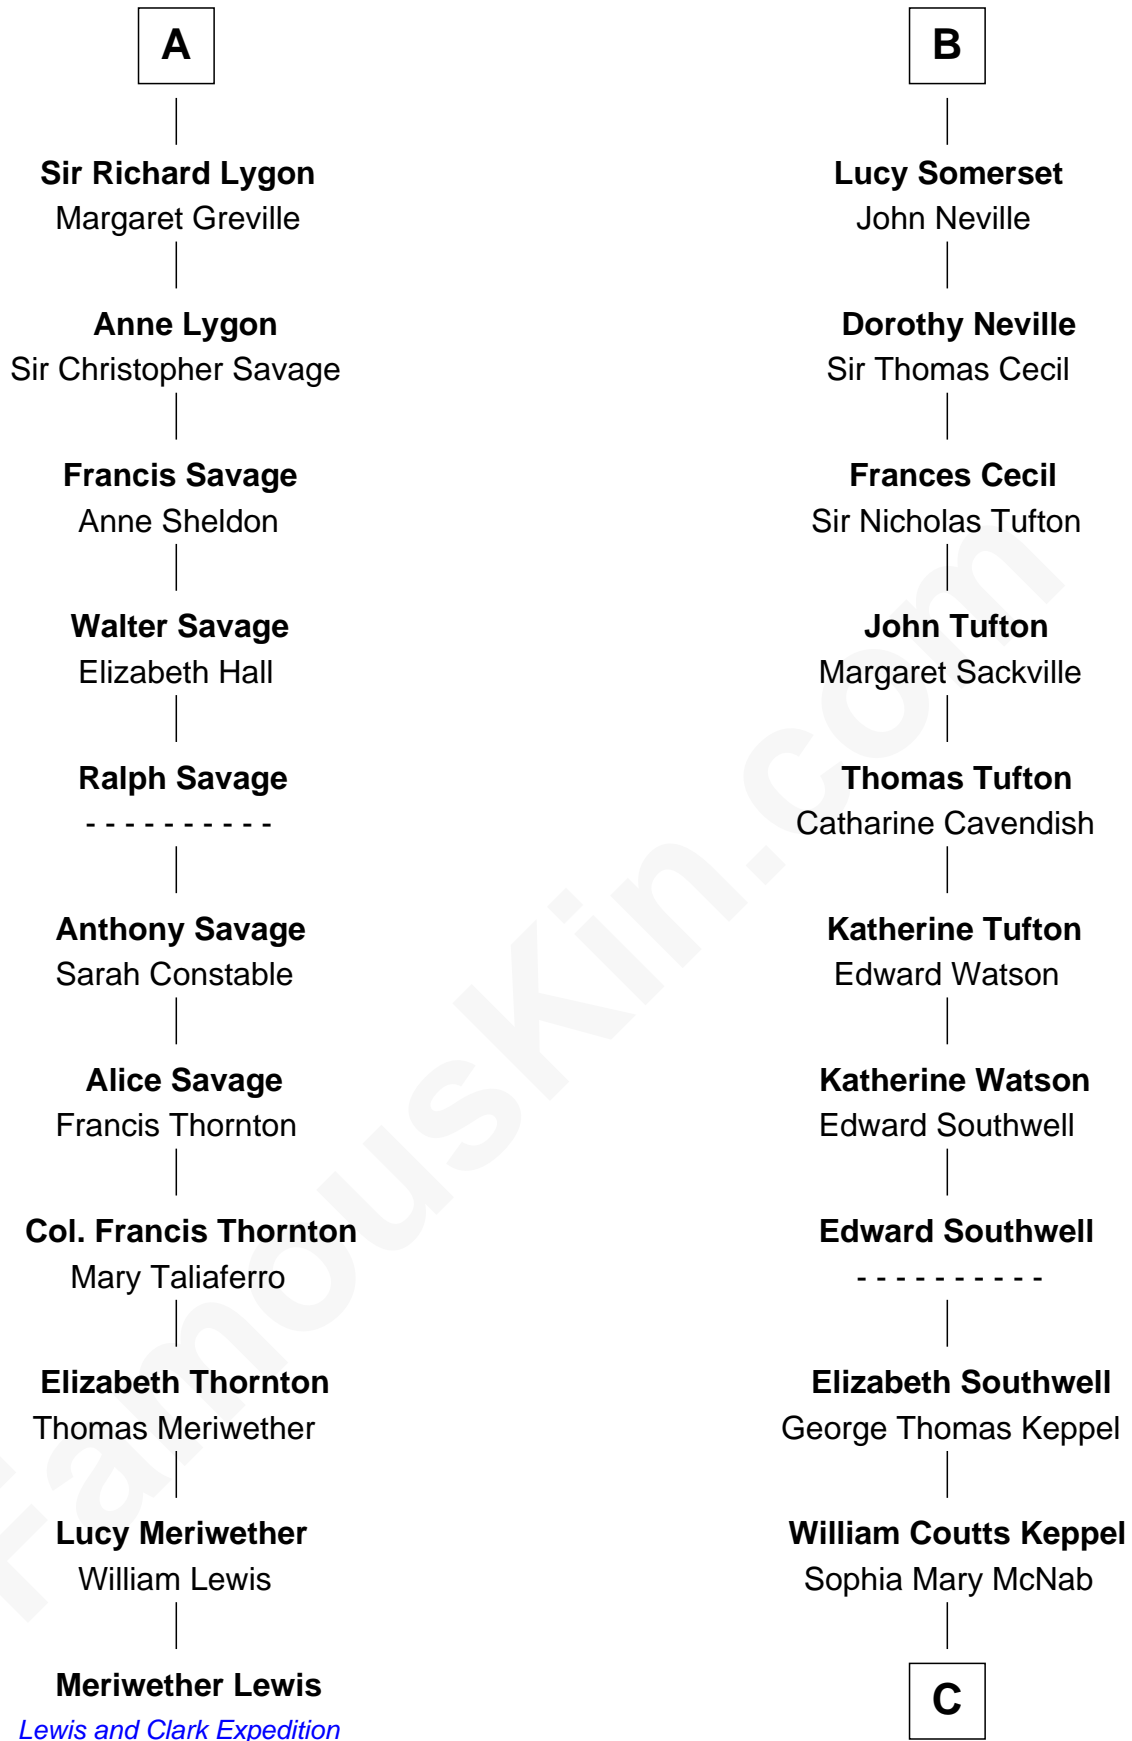 A
Sir Richard Lygon
Margaret Greville
Anne Lygon
Sir Christopher Savage
Francis Savage
Anne Sheldon
Walter Savage
Elizabeth Hall
Ralph Savage
- - - - - - - - - -
Anthony Savage
Sarah Constable
Alice Savage
Francis Thornton
Col. Francis Thornton
Mary Taliaferro
Elizabeth Thornton
Thomas Meriwether
Lucy Meriwether
William Lewis
Meriwether Lewis
Lewis and Clark Expedition
B
Lucy Somerset
John Neville
Dorothy Neville
Sir Thomas Cecil
Frances Cecil
Sir Nicholas Tufton
John Tufton
Margaret Sackville
Thomas Tufton
Catharine Cavendish
Katherine Tufton
Edward Watson
Katherine Watson
Edward Southwell
Edward Southwell
- - - - - - - - - -
Elizabeth Southwell
George Thomas Keppel
William Coutts Keppel
Sophia Mary McNab
C
FamousKin.com